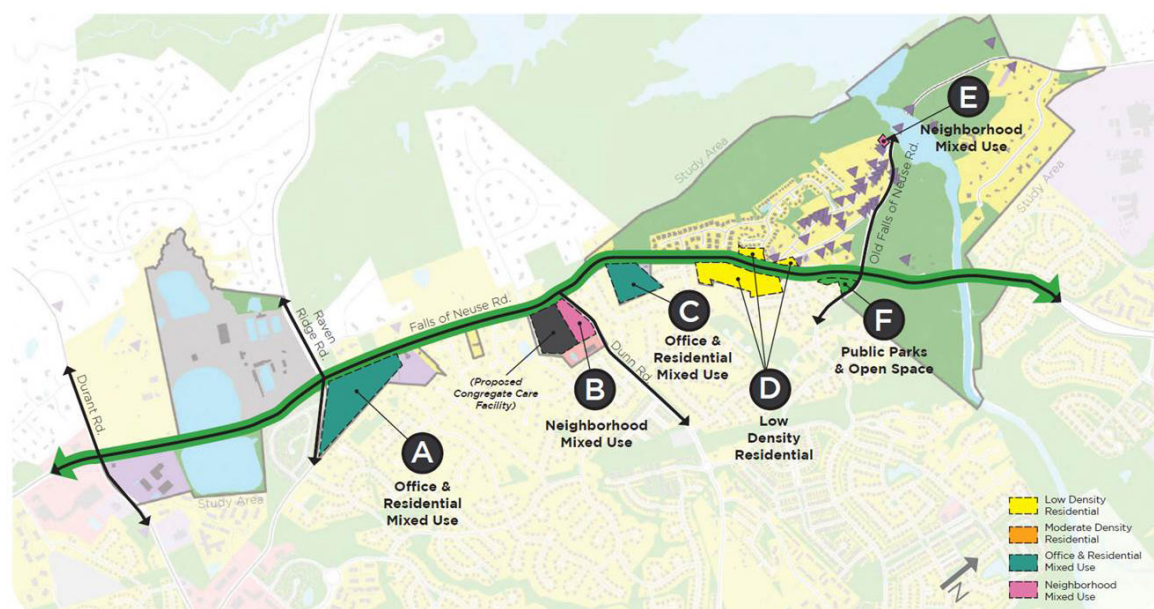 E
Neighborhood
Mixed Use
Study Area
Old Falls of Neuse Rd.
Study Area
Falls of Neuse Rd.
Raven
Ridge Rd.
Durant Rd.
C
Office &
Residential
Mixed Use
F
Public Parks
& Open Space
(Proposed
Congregate Care
Facility)
B
Neighborhood
Mixed Use
Dunn Rd.
D
Low
Density
Residential
A
Office &
Residential
Mixed Use
Study Area
Low Density
Residential
Moderate Density
Residential
Office & Residential
Mixed Use
Neighborhood
Mixed Use
N